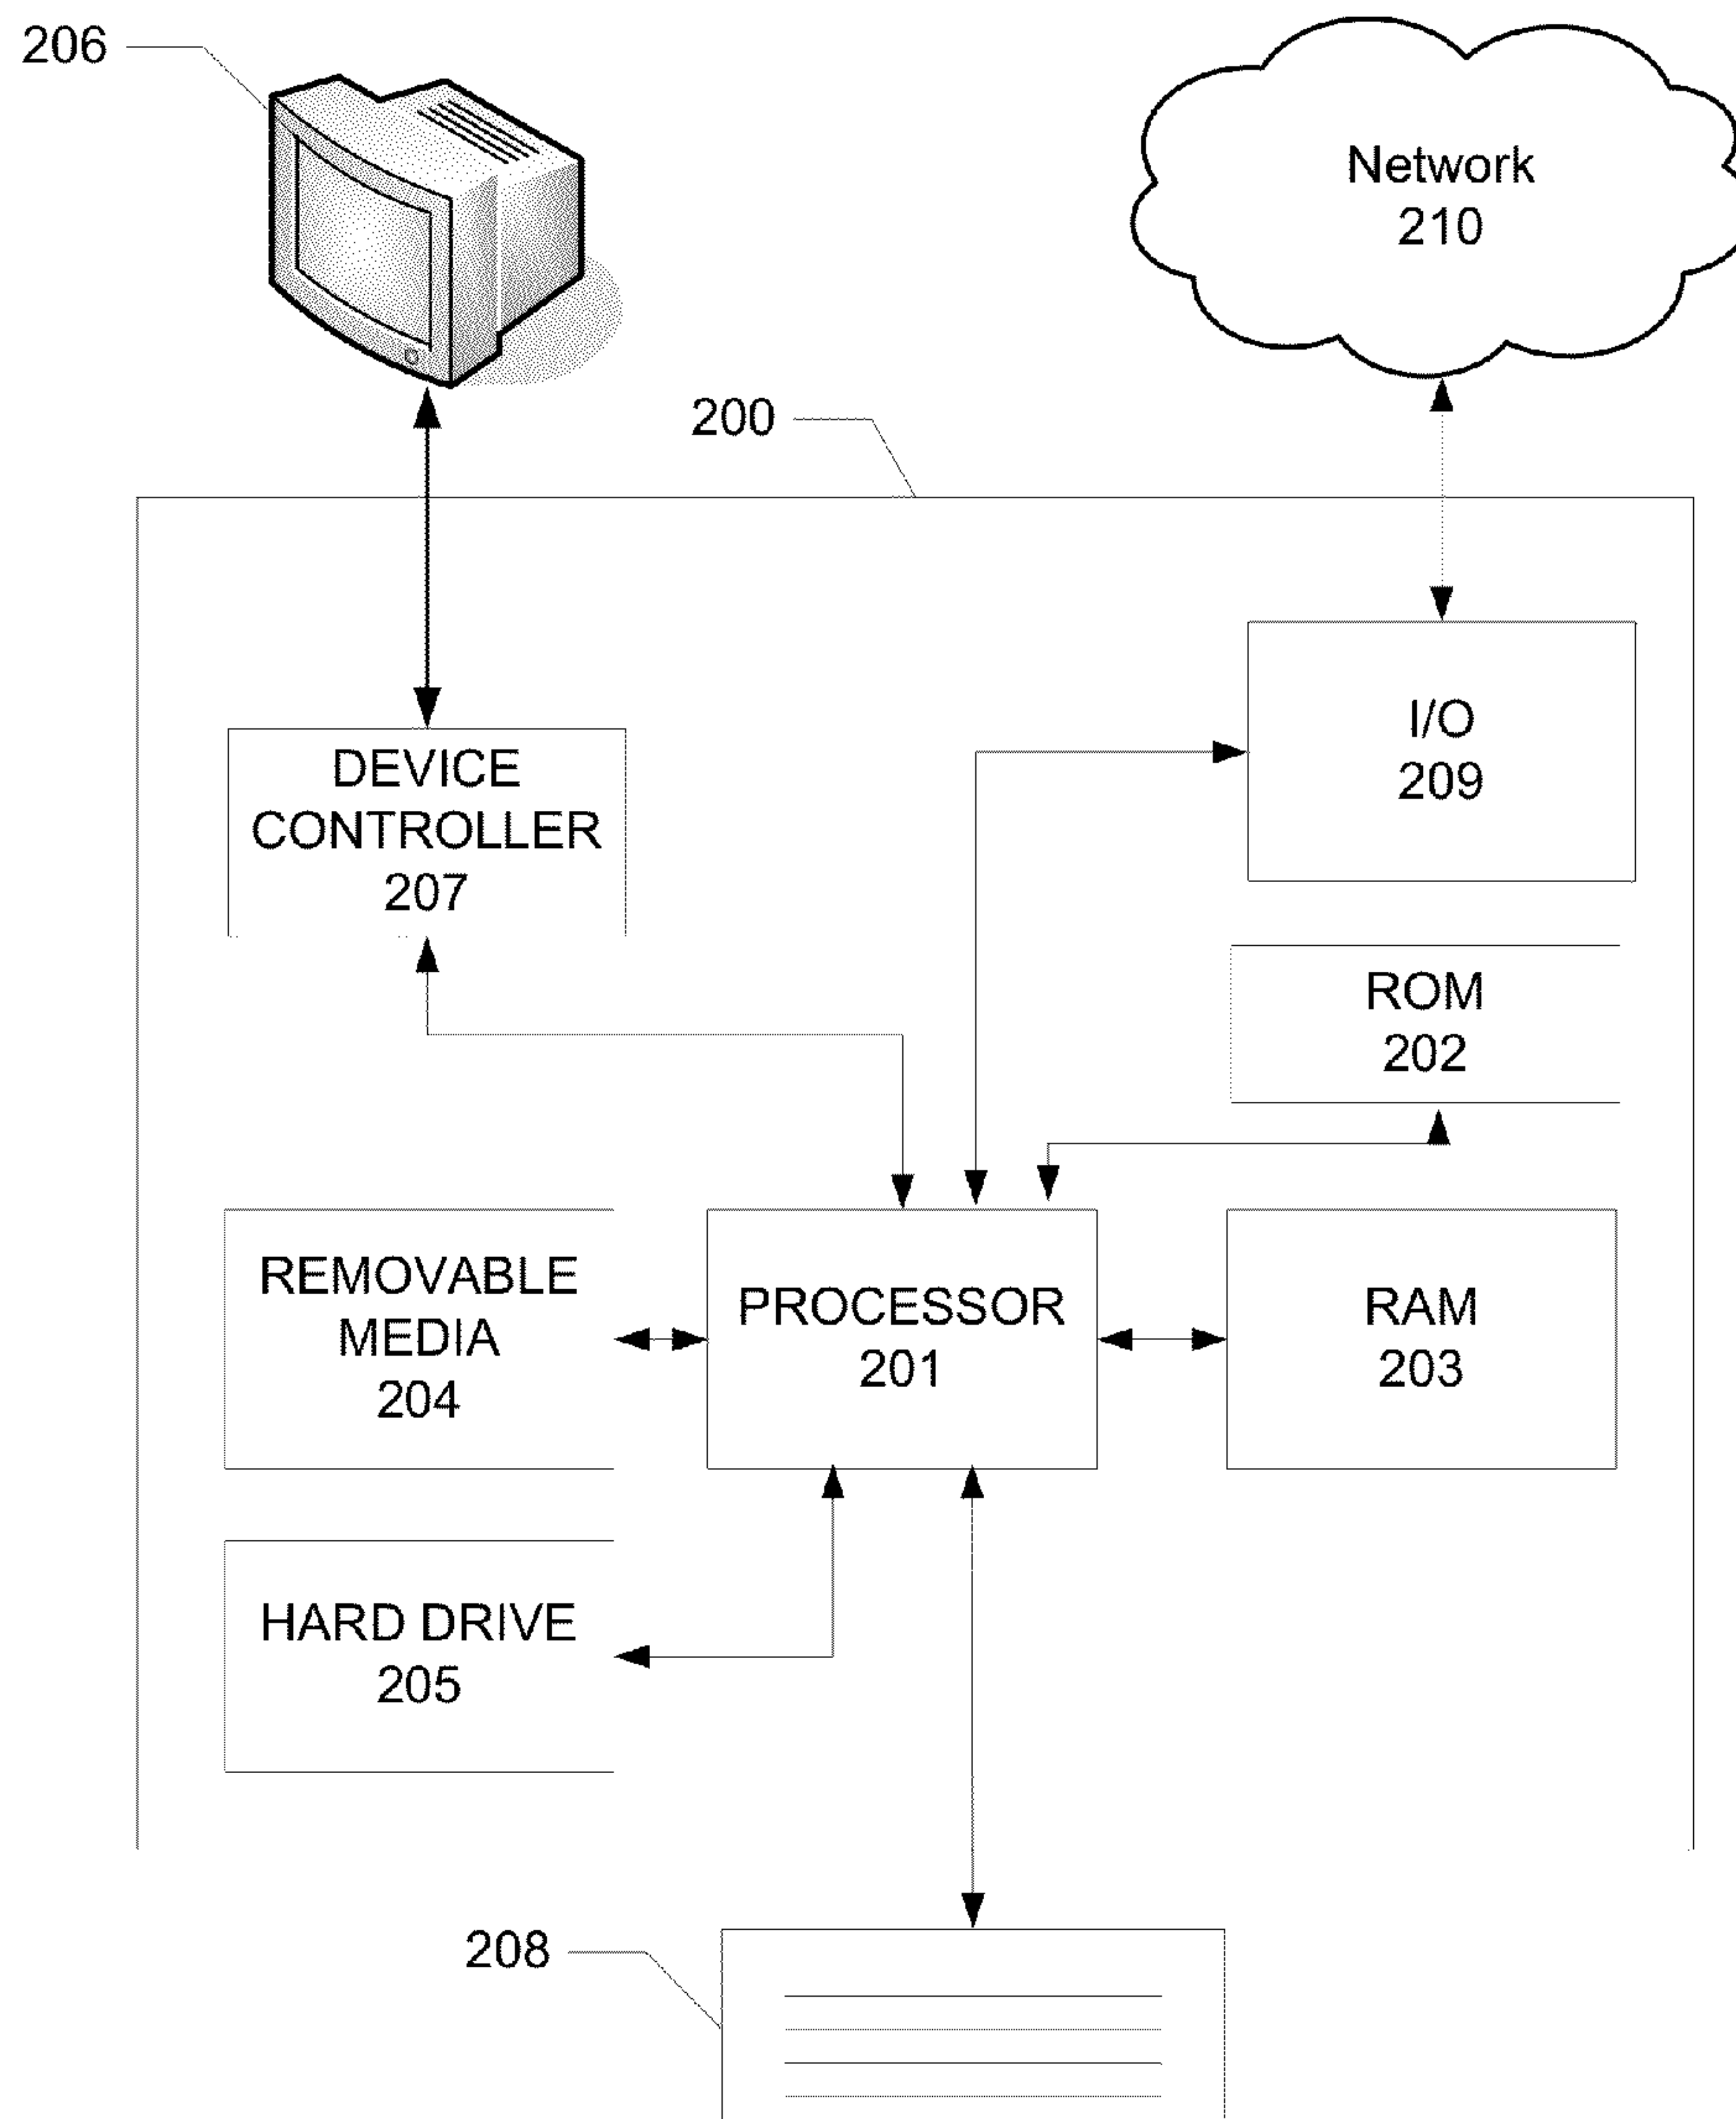 206
Network
210
200
I/O
209
DEVICE
CONTROLLER
207
ROM
202
REMOVABLE
MEDIA
204
PROCESSOR
201
RAM
203
HARD DRIVE
205
208